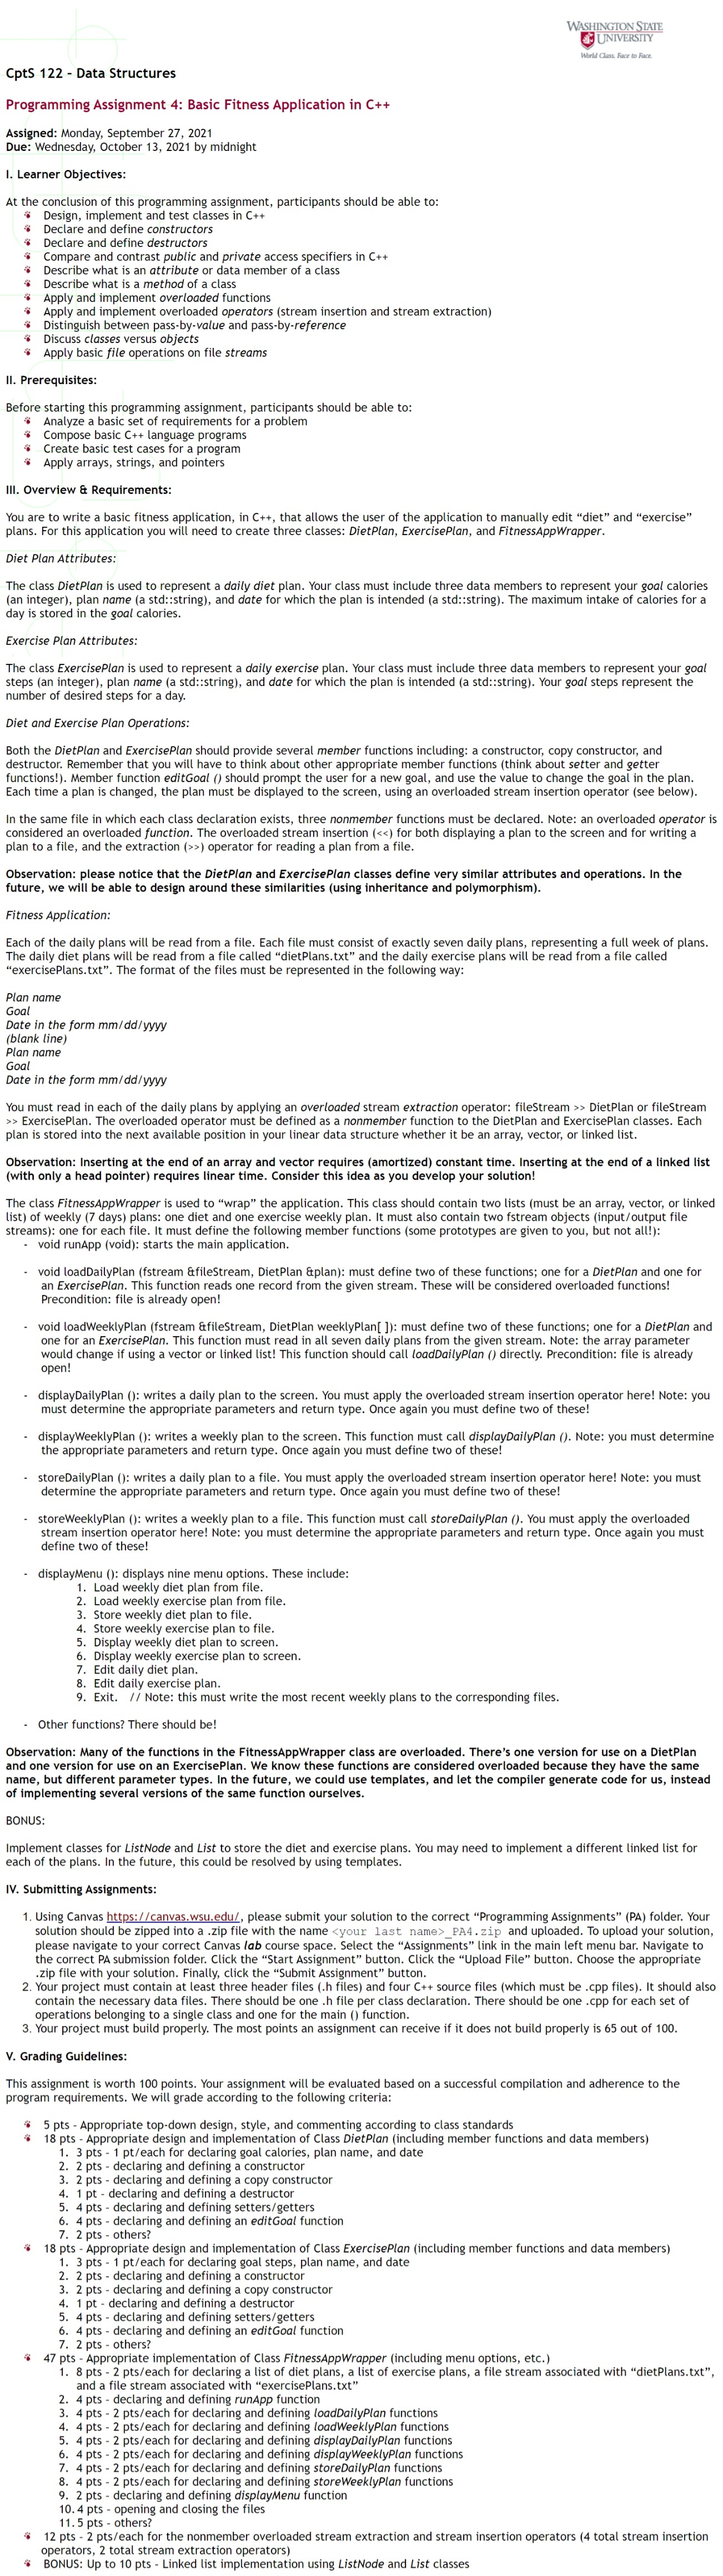 WASHINGTON STATE
UNIVERSITY
World Class. Face to Face.
CptS 122 - Data Structures
Programming Assignment 4: Basic Fitness Application in C++
Assigned: Monday, September 27, 2021
Due: Wednesday, October 13, 2021 by midnight
I. Learner Objectives:
At the conclusion of this programming assignment, participants should be able to:
Design, implement and test classes in C++
Declare and define constructors
Declare and define destructors
Compare and contrast public and private access specifiers in C++
Describe what is an attribute or data member of a class
Describe what is a method of a class
Apply and implement overloaded functions
Apply and implement overloaded operators (stream insertion and stream extraction)
Distinguish between pass-by-value and pass-by-reference
Discuss classes versus objects
Apply basic file operations on file streams
II. Prerequisites:
Before starting this programming assignment, participants should be able to:
Analyze a basic set of requirements for a problem
Compose basic C++ language programs
Create basic test cases for a program
Apply arrays, strings, and pointers
III. Overview & Requirements:
You are to write a basic fitness application, in C++, that allows the user of the application to manually edit “diet” and “exercise”
plans. For this application you will need to create three classes: DietPlan, ExercisePlan, and FitnessAppWrapper.
Diet Plan Attributes:
The class DietPlan is used to represent a daily diet plan. Your class must include three data members to represent your goal calories
(an integer), plan name (a std::string), and date for which the plan is intended (a std::string). The maximum intake of calories for a
day is stored in the goal calories.
Exercise Plan Attributes:
The class ExercisePlan is used to represent a daily exercise plan. Your class must include three data members to represent your goal
steps (an integer), plan name (a std::string), and date for which the plan is intended (a std::string). Your goal steps represent the
number of desired steps for a day.
Diet and Exercise Plan Operations:
Both the DietPlan and ExercisePlan should provide several member functions including: a constructor, copy constructor, and
destructor. Remember that you will have to think about other appropriate member functions (think about setter and getter
functions!). Member function editGoal () should prompt the user for a new goal, and use the value to change the goal in the plan.
Each time a plan is changed, the plan must be displayed to the screen, using an overloaded stream insertion operator (see below).
In the same file in which each class declaration exists, three nonmember functions must be declared. Note: an overloaded operator is
considered an overloaded function. The overloaded stream insertion (<<) for both displaying a plan to the screen and for writing a
plan to a file, and the extraction (>>) operator for reading a plan from a file.
Observation: please notice that the DietPlan and ExercisePlan classes define very similar attributes and operations. In the
future, we will be able to design around these similarities (using inheritance and polymorphism).
Fitness Application:
Each of the daily plans will be read from a file. Each file must consist of exactly seven daily plans, representing a full week of plans.
The daily diet plans will be read from a file called “dietPlans.txt” and the daily exercise plans will be read from a file called
“exercisePlans.txt”. The format of the files must be represented in the following way:
Plan name
Goal
Date in the form mm/dd/yyyy
(blank line)
Plan name
Goal
Date in the form mm/dd/yyyy
You must read in each of the daily plans by applying an overloaded stream extraction operator: fileStream >> DietPlan or fileStream
>> ExercisePlan. The overloaded operator must be defined as a nonmember function to the DietPlan and ExercisePlan classes. Each
plan is stored into the next available position in your linear data structure whether it be an array, vector, or linked list.
Observation: Inserting at the end of an array and vector requires (amortized) constant time. Inserting at the end of a linked list
(with only a head pointer) requires linear time. Consider this idea as you develop your solution!
The class FitnessAppWrapper is used to “wrap” the application. This class should contain two lists (must be an array, vector, or linked
list) of weekly (7 days) plans: one diet and one exercise weekly plan. It must also contain two fstream objects (input/output file
streams): one for each file. It must define the following member functions (some prototypes are given to you, but not all!):
- void runApp (void): starts the main application.
- void loadDailyPlan (fstream &fileStream, DietPlan &plan): must define two of these functions; one for a DietPlan and one for
an ExercisePlan. This function reads one record from the given stream. These will be considered overloaded functions!
Precondition: file is already open!
- void loadWeeklyPlan (fstream &fileStream, DietPlan weeklyPlan[ ]): must define two of these functions; one for a DietPlan and
one for an ExercisePlan. This function must read in all seven daily plans from the given stream. Note: the array parameter
would change if using a vector or linked list! This function should call loadDailyPlan () directly. Precondition: file is already
open!
- displayDailyPlan (): writes a daily plan to the screen. You must apply the overloaded stream insertion operator here! Note: you
must determine the appropriate parameters and return type. Once again you must define two of these!
- displayWeeklyPlan (): writes a weekly plan to the screen. This function must call displayDailyPlan (). Note: you must determine
the appropriate parameters and return type. Once again you must define two of these!
- storeDailyPlan (): writes a daily plan to a file. You must apply the overloaded stream insertion operator here! Note: you must
determine the appropriate parameters and return type. Once again you must define two of these!
- storeWeeklyPlan (): writes a weekly plan to a file. This function must call storeDailyPlan (). You must apply the overloaded
stream insertion operator here! Note: you must determine the appropriate parameters and return type. Once again you must
define two of these!
- displayMenu (): displays nine menu options. These include:
1. Load weekly diet plan from file.
2. Load weekly exercise plan from file.
3. Store weekly diet plan to file.
4. Store weekly exercise plan to file.
5. Display weekly diet plan to screen.
6. Display weekly exercise plan to screen.
7. Edit daily diet plan.
8. Edit daily exercise plan.
9. Exit. // Note: this must write the most recent weekly plans to the corresponding files.
- Other functions? There should be!
Observation: Many of the functions in the FitnessAppWrapper class are overloaded. There’s one version for use on a DietPlan
and one version for use on an ExercisePlan. We know these functions are considered overloaded because they have the same
name, but different parameter types. In the future, we could use templates, and let the compiler generate code for us, instead
of implementing several versions of the same function ourselves.
BONUS:
Implement classes for ListNode and List to store the diet and exercise plans. You may need to implement a different linked list for
each of the plans. In the future, this could be resolved by using templates.
IV. Submitting Assignments:
1. Using Canvas https://canvas.wsu.edu/, please submit your solution to the correct “Programming Assignments” (PA) folder. Your
solution should be zipped into a .zip file with the name <your last name>_PA4.zip and uploaded. To upload your solution,
please navigate to your correct Canvas lab course space. Select the “Assignments” link in the main left menu bar. Navigate to
the correct PA submission folder. Click the “Start Assignment” button. Click the “Upload File” button. Choose the appropriate
.zip file with your solution. Finally, click the “Submit Assignment” button.
2. Your project must contain at least three header files (.h files) and four C++ source files (which must be .cpp files). It should also
contain the necessary data files. There should be one .h file per class declaration. There should be one .cpp for each set of
operations belonging to a single class and one for the main () function.
3. Your project must build properly. The most points an assignment can receive if it does not build properly is 65 out of 100.
V. Grading Guidelines:
This assignment is worth 100 points. Your assignment will be evaluated based on a successful compilation and adherence to the
program requirements. We will grade according to the following criteria:
5 pts - Appropriate top-down design, style, and commenting according to class standards
18 pts - Appropriate design and implementation of Class DietPlan (including member functions and data members)
1. 3 pts - 1 pt/each for declaring goal calories, plan name, and date
2. 2 pts - declaring and defining a constructor
3. 2 pts - declaring and defining a copy constructor
4. 1 pt - declaring and defining a destructor
5. 4 pts - declaring and defining setters/getters
6. 4 pts - declaring and defining an editGoal function
7. 2 pts - others?
18 pts - Appropriate design and implementation of Class ExercisePlan (including member functions and data members)
1. 3 pts - 1 pt/each for declaring goal steps, plan name, and date
2. 2 pts - declaring and defining a constructor
3. 2 pts - declaring and defining a copy constructor
4. 1 pt - declaring and defining a destructor
5. 4 pts - declaring and defining setters/getters
6. 4 pts - declaring and defining an editGoal function
7. 2 pts - others?
47 pts - Appropriate implementation of Class FitnessAppWrapper (including menu options, etc.)
1. 8 pts - 2 pts/each for declaring a list of diet plans, a list of exercise plans, a file stream associated with “dietPlans.txt”,
and a file stream associated with “exercisePlans.txt”
2. 4 pts - declaring and defining runApp function
3. 4 pts - 2 pts/each for declaring and defining loadDailyPlan functions
4. 4 pts - 2 pts/each for declaring and defining loadWeeklyPlan functions
5. 4 pts - 2 pts/each for declaring and defining displayDailyPlan functions
6. 4 pts - 2 pts/each for declaring and defining displayWeeklyPlan functions
7. 4 pts - 2 pts/each for declaring and defining storeDailyPlan functions
8. 4 pts - 2 pts/each for declaring and defining storeWeeklyPlan functions
9. 2 pts - declaring and defining displayMenu function
10. 4 pts - opening and closing the files
11. 5 pts - others?
12 pts - 2 pts/each for the nonmember overloaded stream extraction and stream insertion operators (4 total stream insertion
operators, 2 total stream extraction operators)
BONUS: Up to 10 pts - Linked list implementation using ListNode and List classes